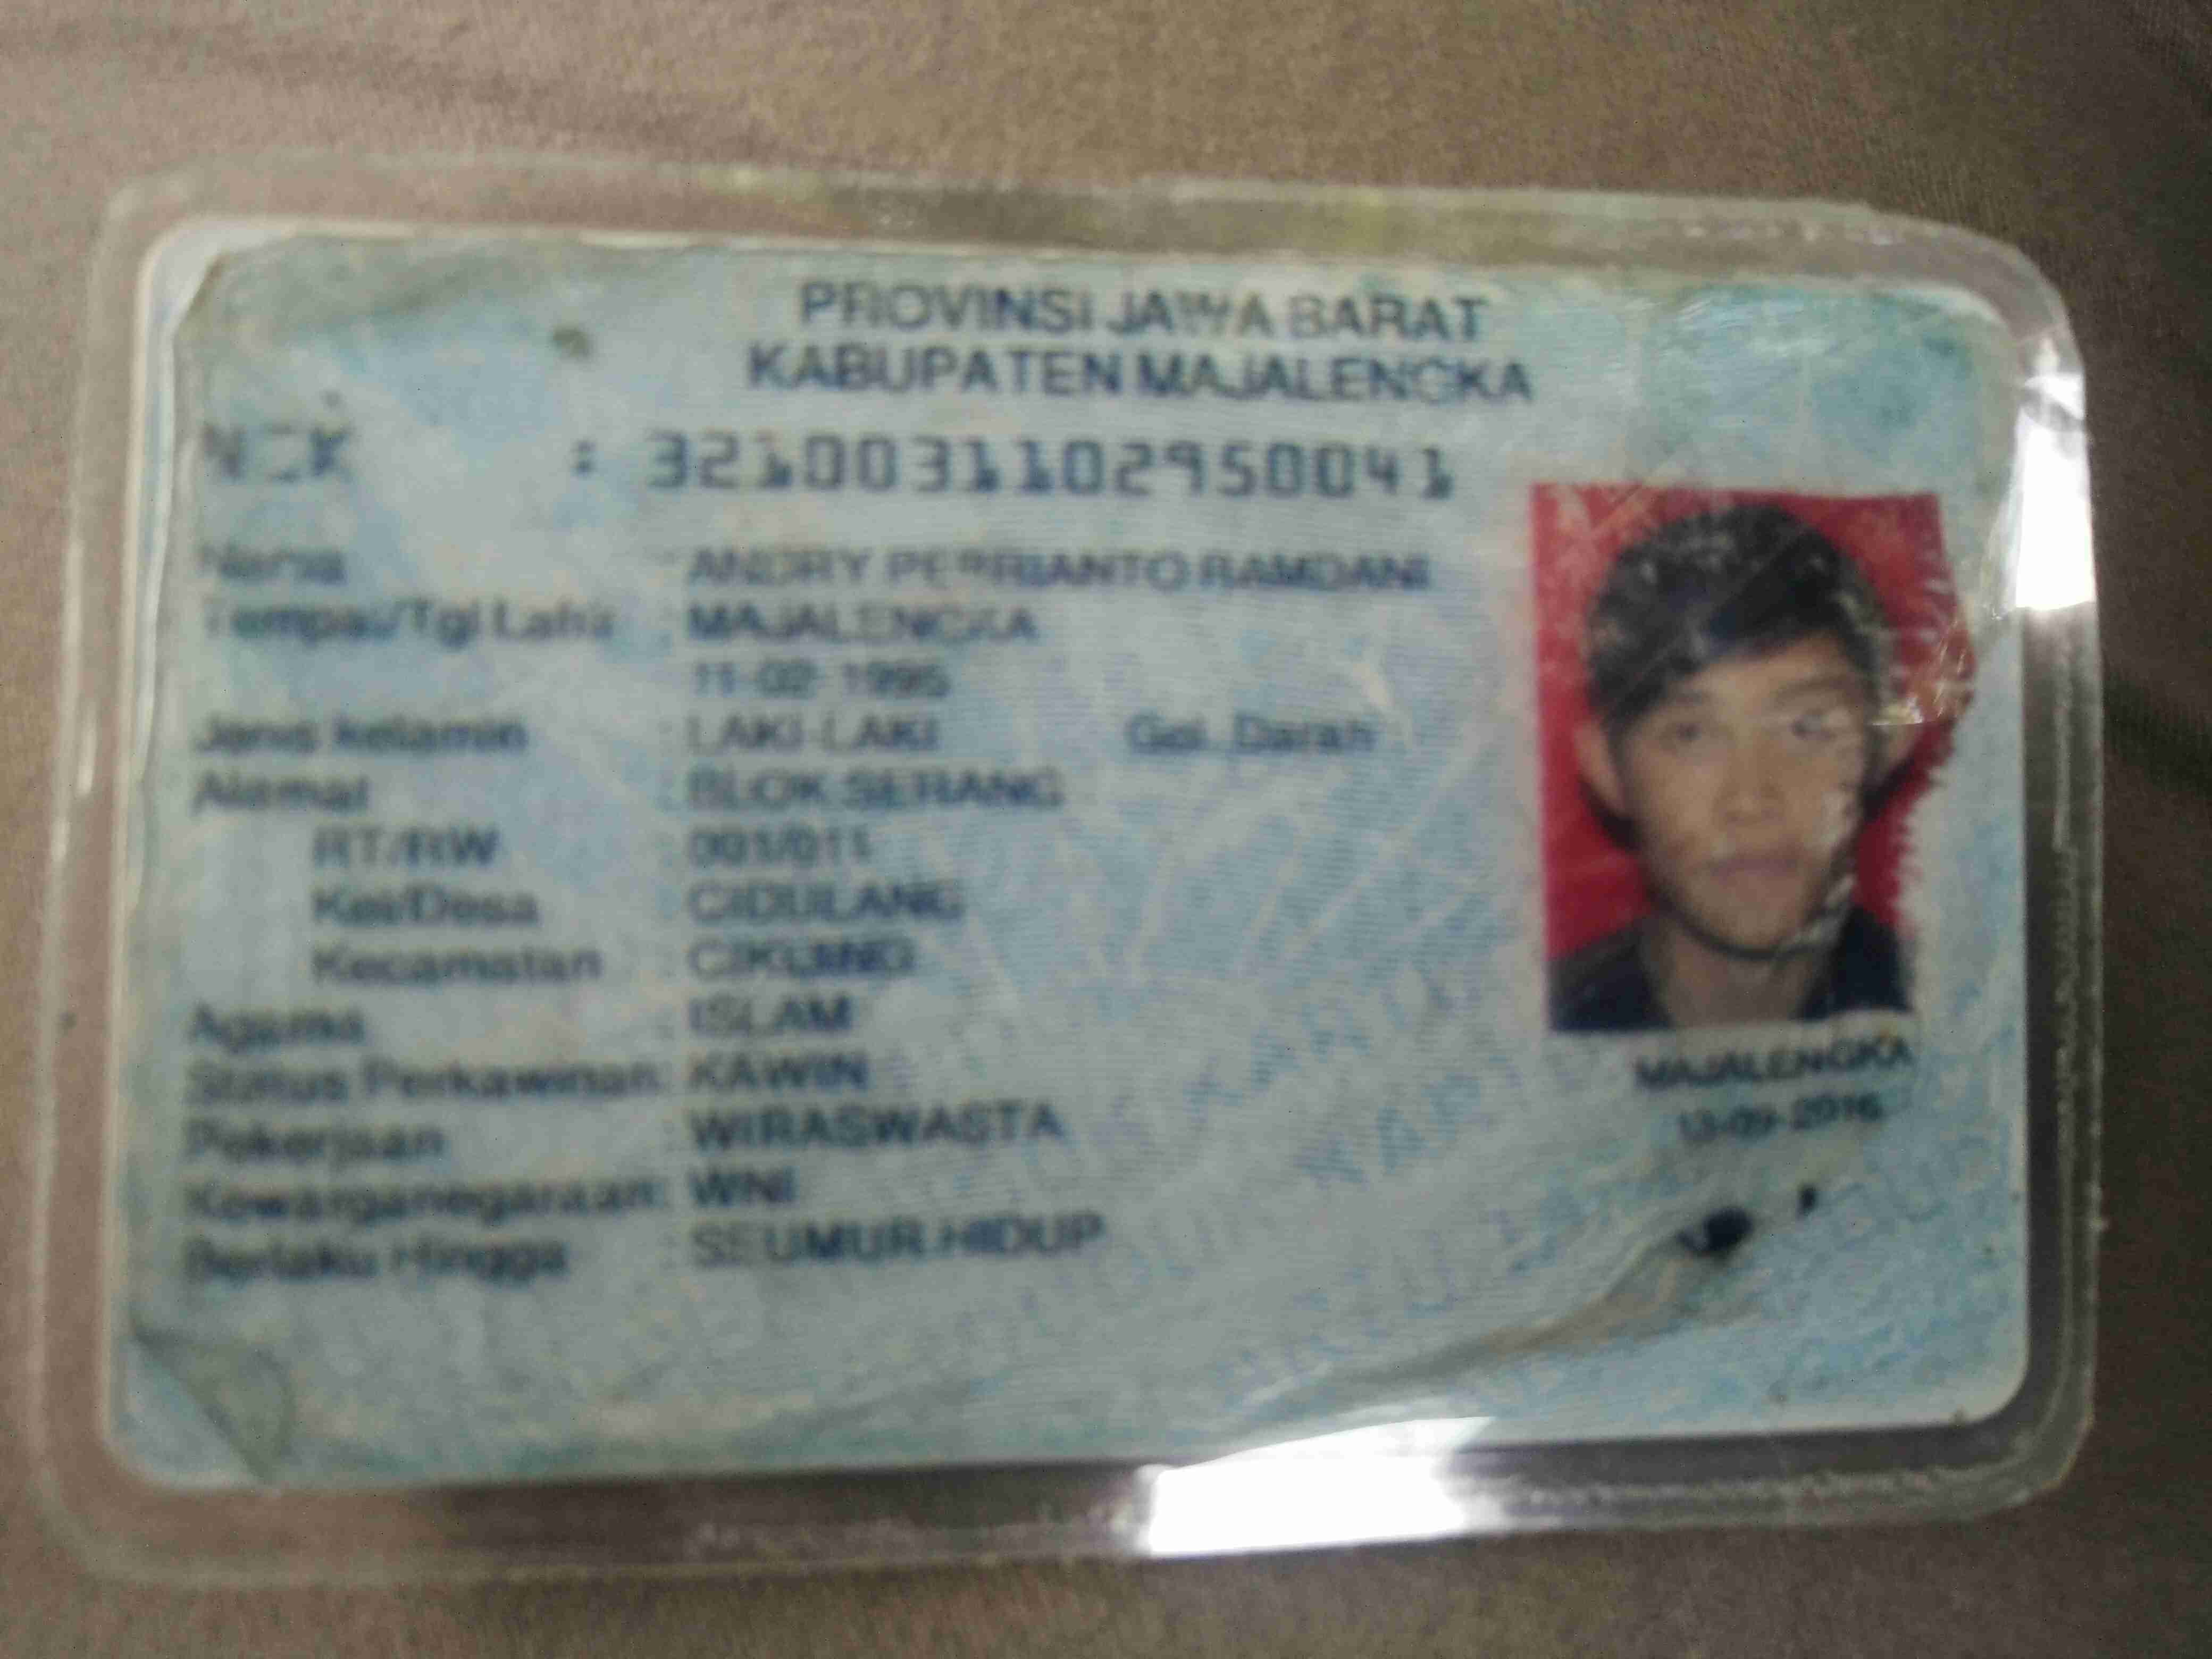 PROVINSI JAWA BARAT
KABUPATEN MAJALENGKA
NIK : 3210031102950041
Nama : ANDRY PERRIANTO RAMDANI
Tempat/Tgl Lahir : MAJALENGKA
11-02-1995
Jenis kelamin : LAKI-LAKI Gol. Darah
Alamat : BLOK SERANG
RT/RW : 001/011
Kel/Desa : CIDULANG
Kecamatan : CIKIJING
Agama : ISLAM
Status Perkawinan: KAWIN
Pekerjaan : WIRASWASTA
Kewarganegaraan: WNI
Berlaku Hingga : SEUMUR HIDUP
MAJALENGKA
13-09-2016